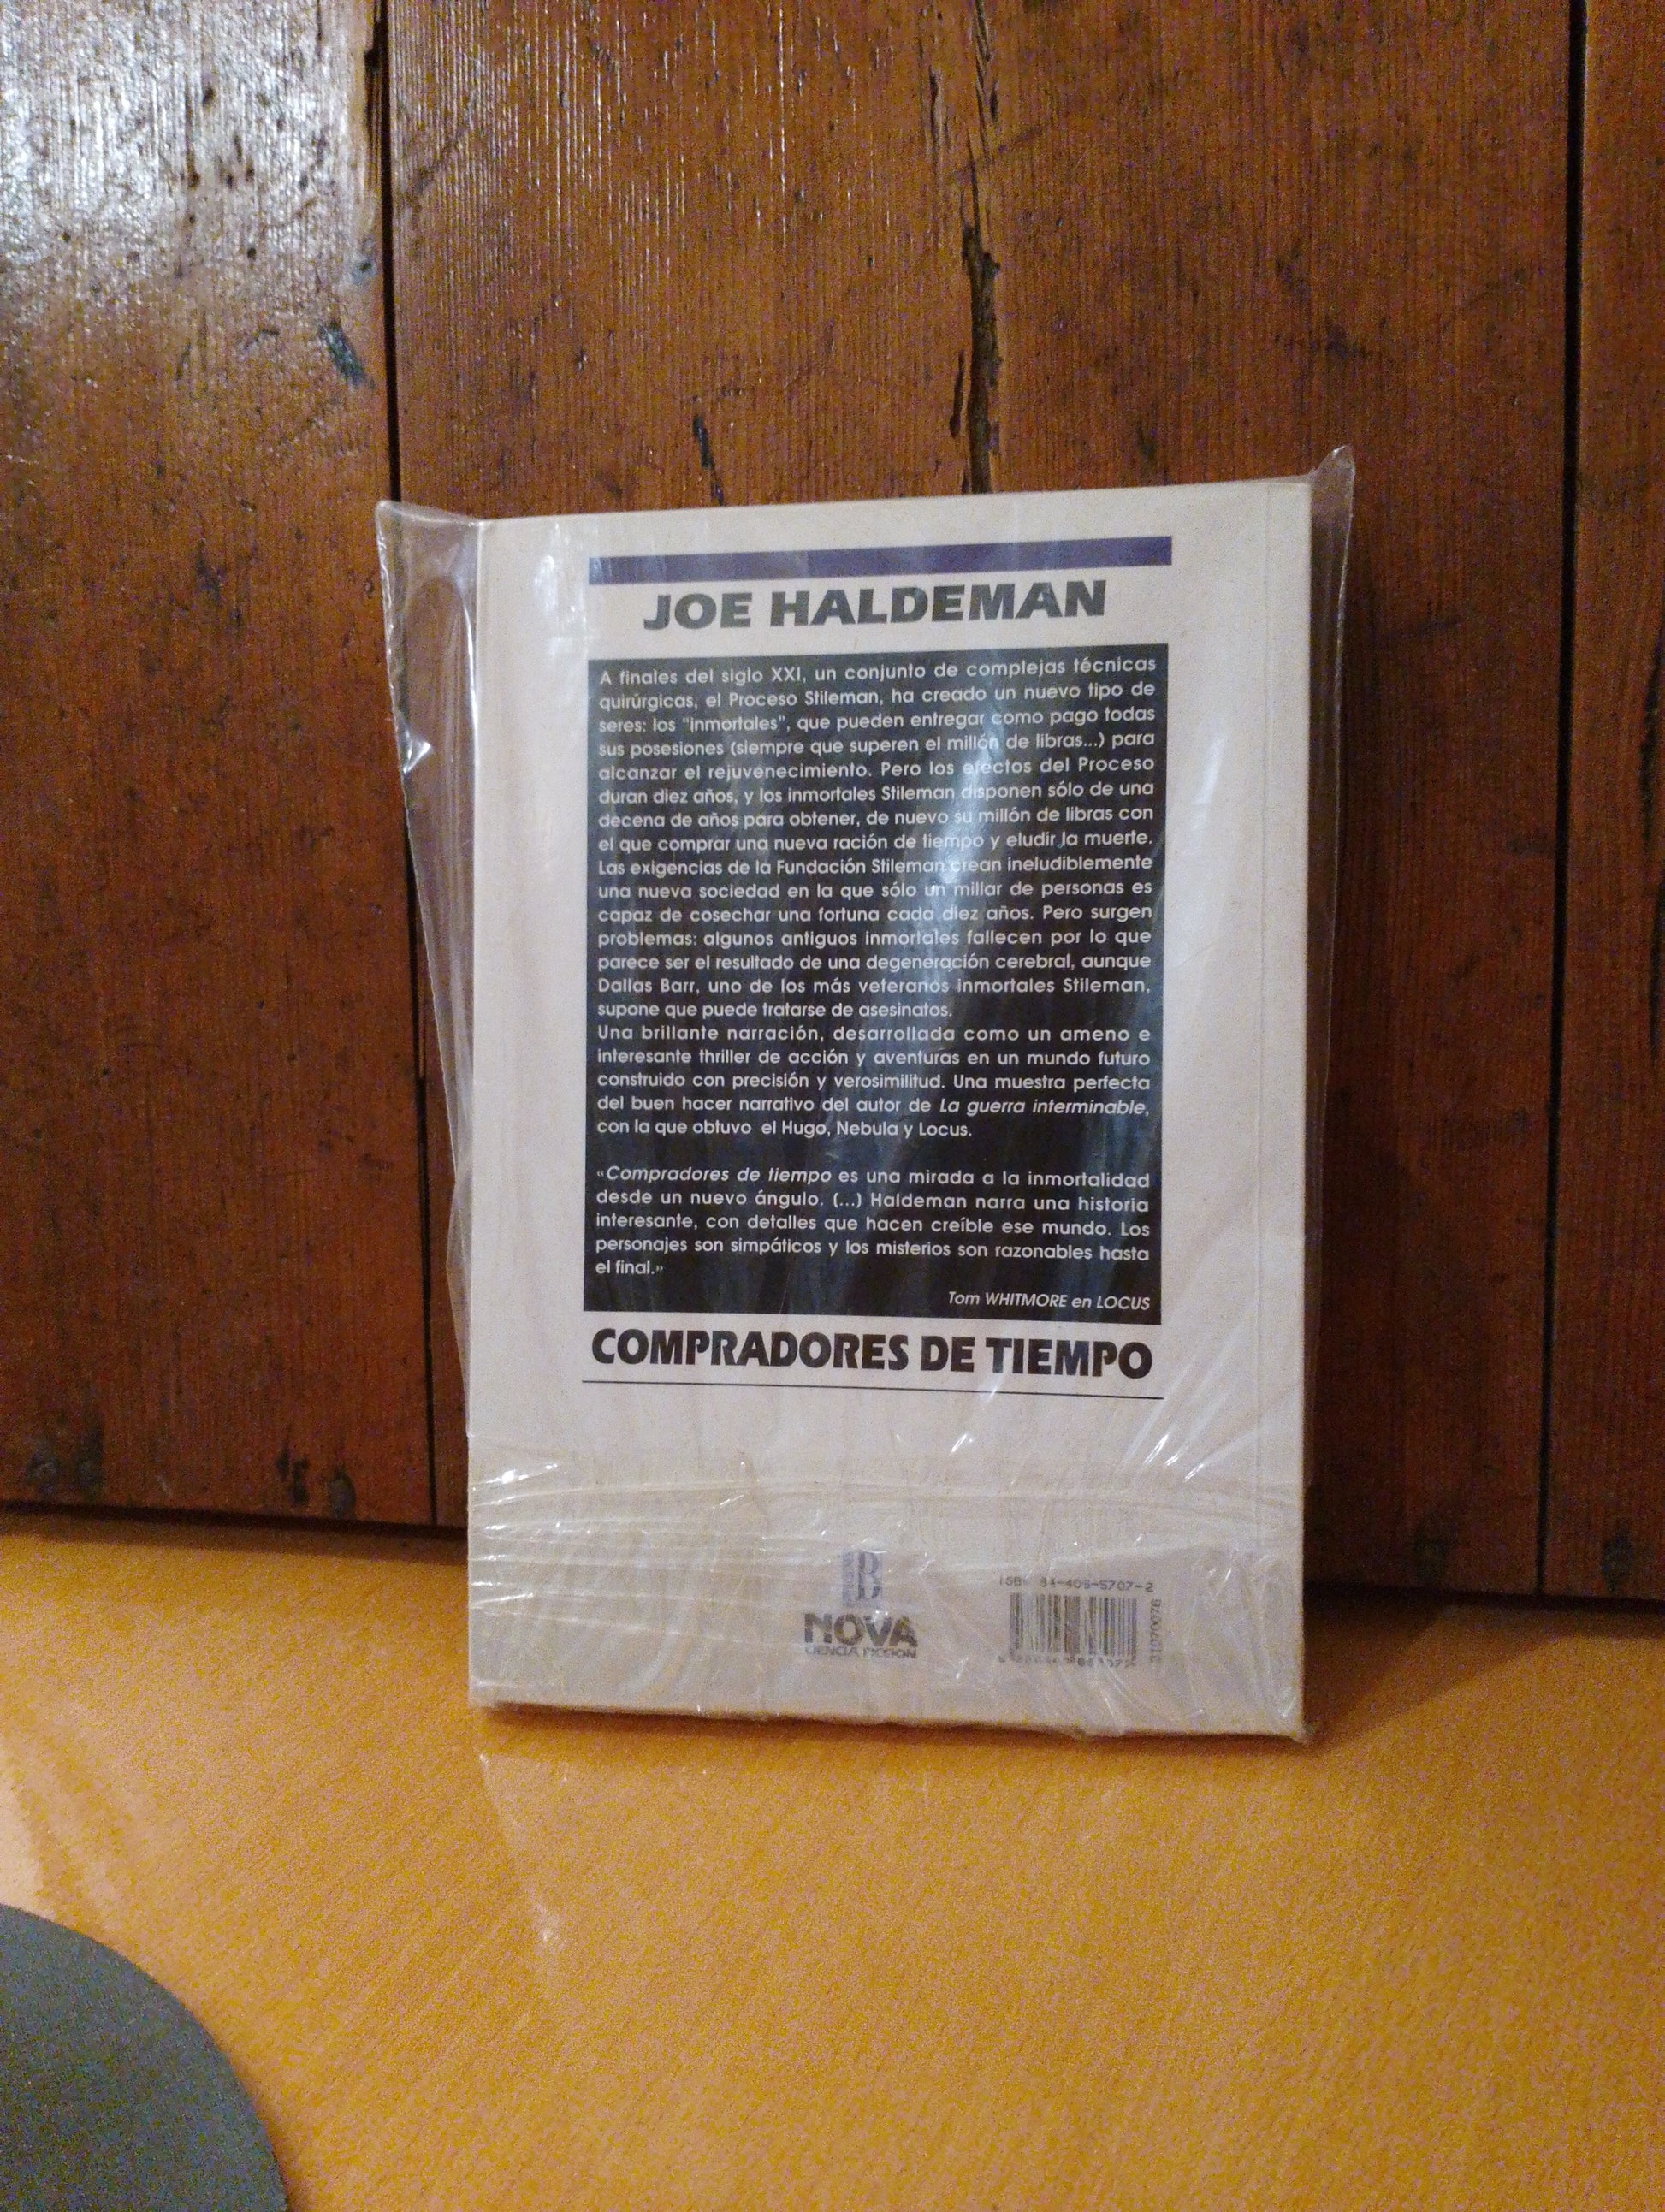 JOE HALDEMAN
A finales del siglo XXI, un conjunto de complejas técnicas
quirúrgicas, el Proceso Stileman, ha creado un nuevo tipo de
seres: los "inmortales", que pueden entregar como pago todas
sus posesiones (siempre que superen el millón de libras...) para
alcanzar el rejuvenecimiento. Pero los efectos del Proceso
duran diez años, y los inmortales Stileman disponen sólo de una
decena de años para obtener, de nuevo su millón de libras con
el que comprar una nueva ración de tiempo y eludir la muerte.
Las exigencias de la Fundación Stileman crean ineludiblemente
una nueva sociedad en la que sólo un millar de personas es
capaz de cosechar una fortuna cada diez años. Pero surgen
problemas: algunos antiguos inmortales fallecen por lo que
parece ser el resultado de una degeneración cerebral, aunque
Dallas Barr, uno de los más veteranos inmortales Stileman,
supone que puede tratarse de asesinatos.
Una brillante narración, desarrollada como un ameno e
interesante thriller de acción y aventuras en un mundo futuro
construido con precisión y verosimilitud. Una muestra perfecta
del buen hacer narrativo del autor de La guerra interminable,
con la que obtuvo el Hugo, Nebula y Locus.
«Compradores de tiempo es una mirada a la inmortalidad
desde un nuevo ángulo. (...) Haldeman narra una historia
interesante, con detalles que hacen creíble ese mundo. Los
personajes son simpáticos y los misterios son razonables hasta
el final.»
Tom WHITMORE en LOCUS
COMPRADORES DE TIEMPO
B
NOVA
CIENCIA FICCION